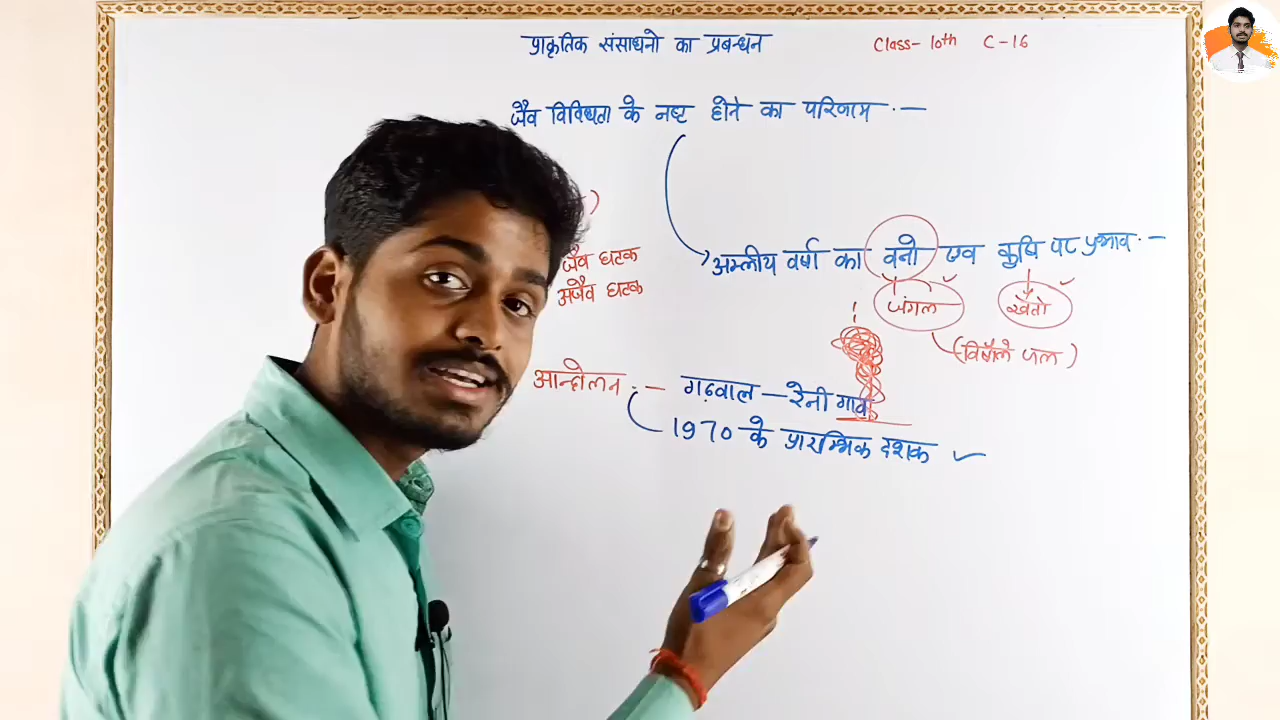 प्राकृतिक संसाधनो का प्रबन्धन
Class- 10th C-16
जैव विविधता के नष्ट होने का परिणाम .—
अम्लीय वर्षा का वनो एव कृषि पर प्रभाव .—
जैव घटक
अजैव घटक
जंगल
खेतो
(विषैले जल)
आन्दोलन .— गढ़वाल — रेनी गाव
1970 के प्रारम्भिक दशक